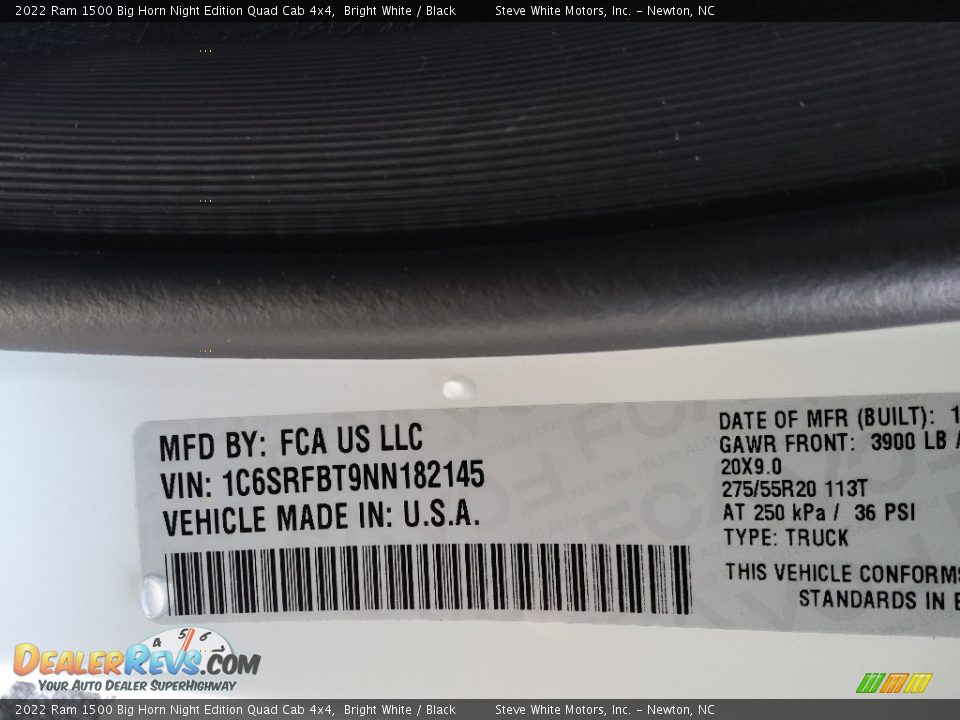 2022 Ram 1500 Big Horn Night Edition Quad Cab 4x4, Bright White / Black Steve White Motors, Inc. - Newton, NC
MFD BY: FCA US LLC
VIN: 1C6SRFBT9NN182145
VEHICLE MADE IN: U.S.A.
DATE OF MFR (BUILT): 1
GAWR FRONT: 3900 LB
20X9.0
275/55R20 113T
AT 250 kPa / 36 PSI
TYPE: TRUCK
THIS VEHICLE CONFORMS
STANDARDS IN
4 5 6
DEALERREVS.COM
YOUR AUTO DEALER SUPERHIGHWAY
2022 Ram 1500 Big Horn Night Edition Quad Cab 4x4, Bright White / Black Steve White Motors, Inc. - Newton, NC